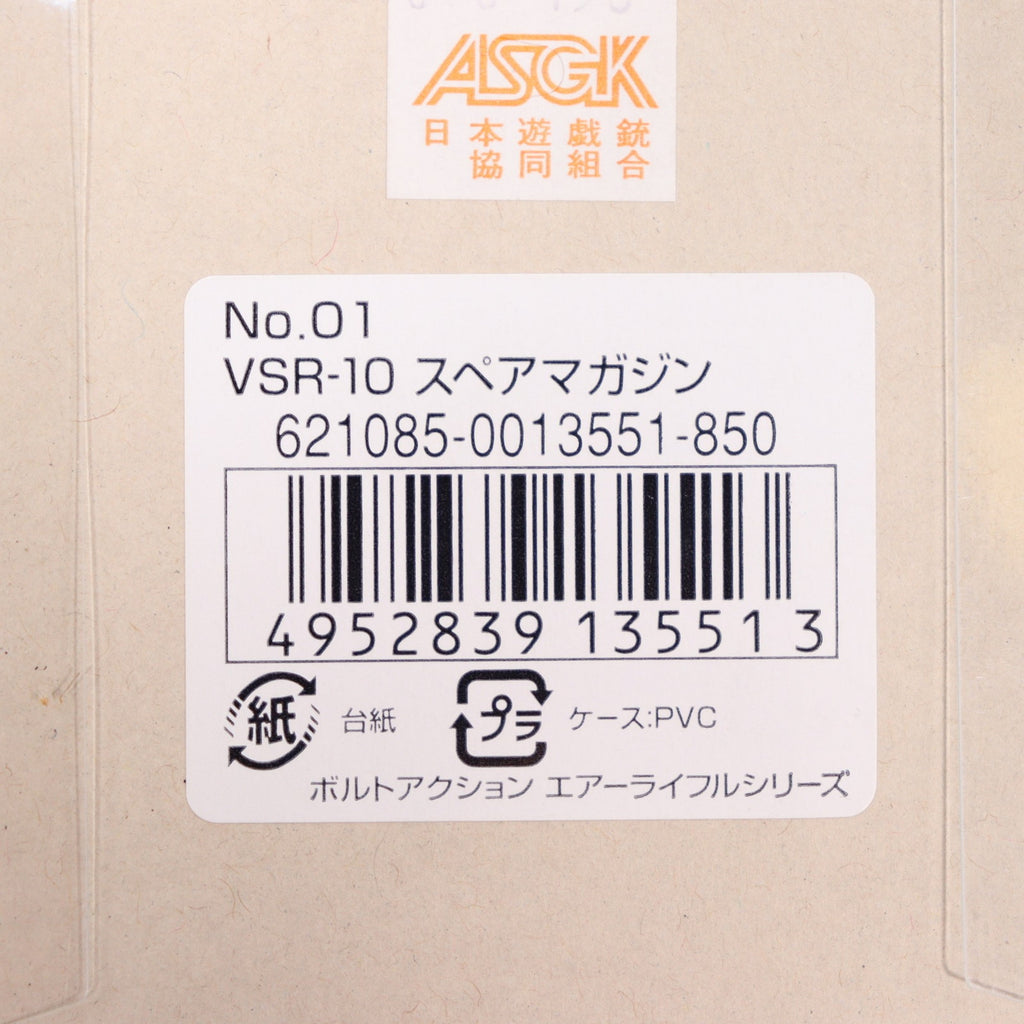 ASGK
日本遊戯銃
協同組合
No.01
VSR-10 スペアマガジン
621085-0013551-850
4952839 135513
紙 台紙 プラ ケース:PVC
ボルトアクション エアーライフルシリーズ